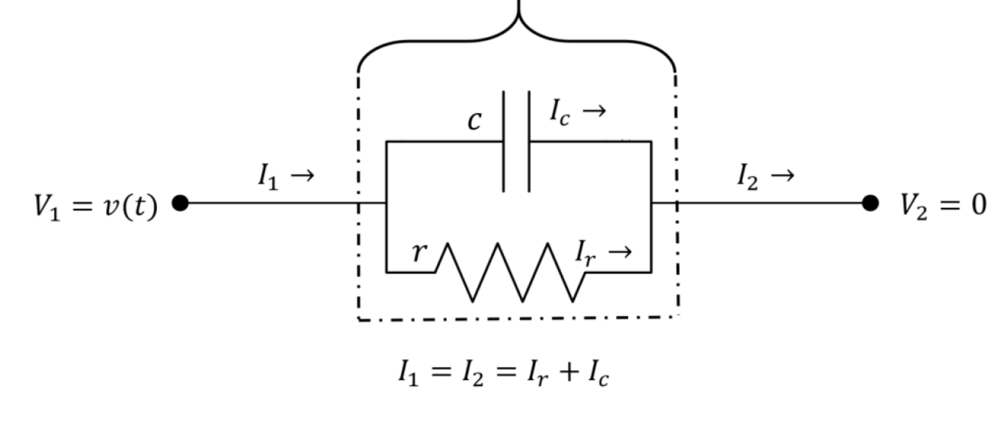 c
I_c →
I_1 →
I_2 →
V_1 = v(t)
V_2 = 0
r
I_r →
I_1 = I_2 = I_r + I_c